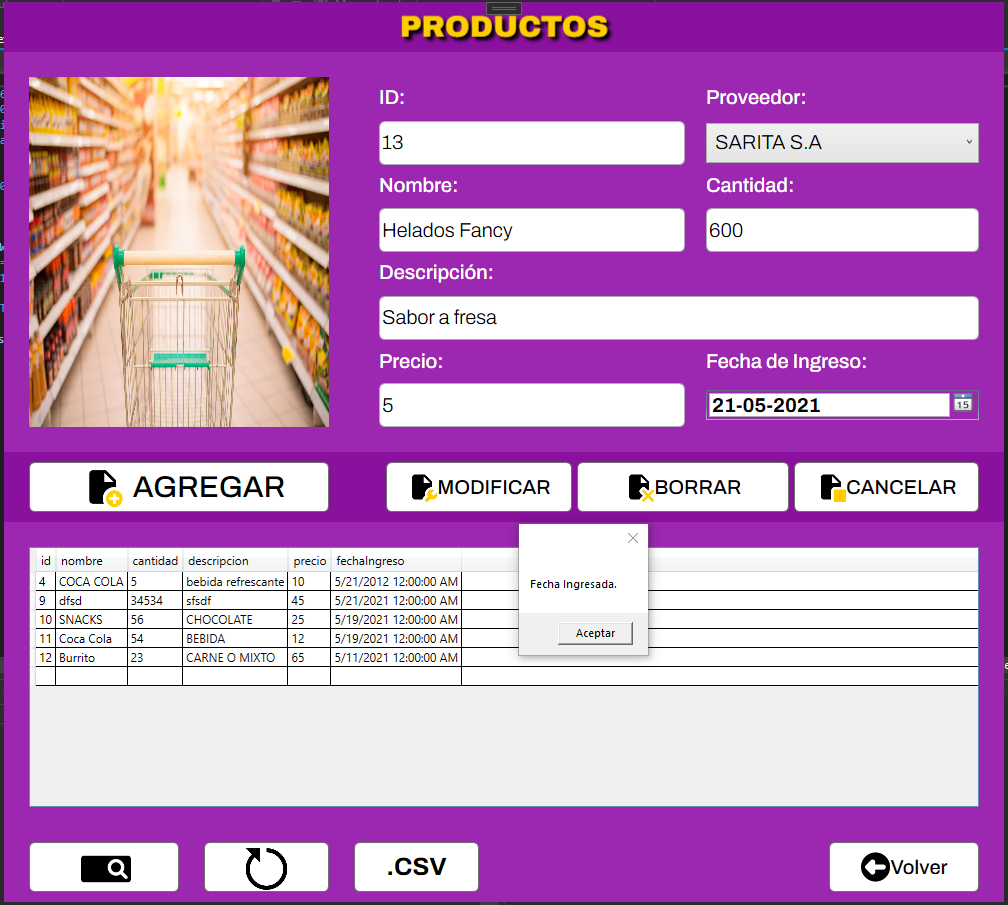 PRODUCTOS
ID:
Proveedor:
13
SARITA S.A
Nombre:
Cantidad:
Helados Fancy
600
Descripción:
Sabor a fresa
Precio:
Fecha de Ingreso:
5
21-05-2021
15
AGREGAR
MODIFICAR
BORRAR
CANCELAR
id nombre cantidad descripcion precio fechaIngreso
4 COCA COLA 5 bebida refrescante 10 5/21/2012 12:00:00 AM
9 dfsd 34534 sfsdf 45 5/21/2021 12:00:00 AM
10 SNACKS 56 CHOCOLATE 25 5/19/2021 12:00:00 AM
11 Coca Cola 54 BEBIDA 12 5/19/2021 12:00:00 AM
12 Burrito 23 CARNE O MIXTO 65 5/11/2021 12:00:00 AM
Fecha Ingresada.
Aceptar
.CSV
Volver